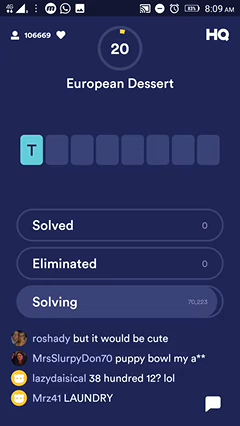 4G 83% 8:09 AM
106669 HQ
20
European Dessert
T
Solved 0
Eliminated 0
Solving 70,223
roshady but it would be cute
MrsSlurpyDon70 puppy bowl my a**
lazydaisical 38 hundred 12? lol
Mrz41 LAUNDRY